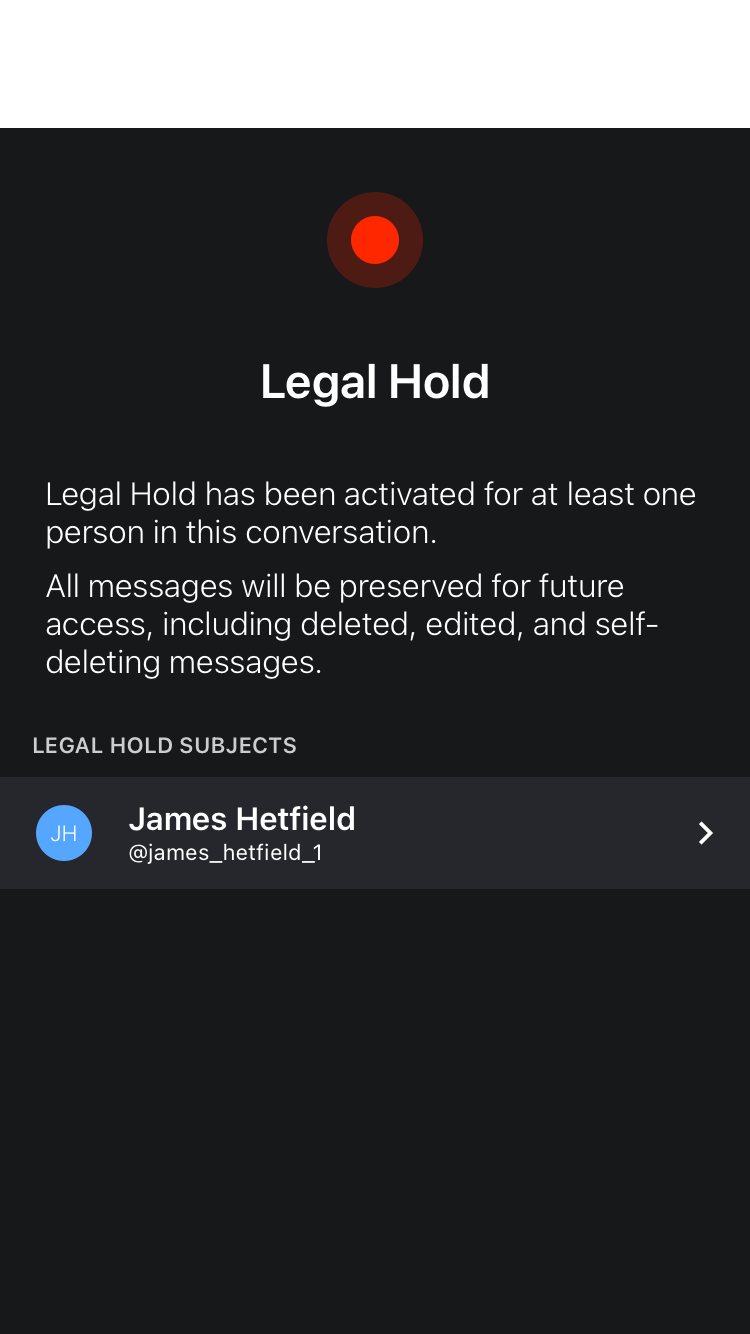 Legal Hold
Legal Hold has been activated for at least one
person in this conversation.
All messages will be preserved for future
access, including deleted, edited, and self-
deleting messages.
LEGAL HOLD SUBJECTS
JH
James Hetfield
@james_hetfield_1